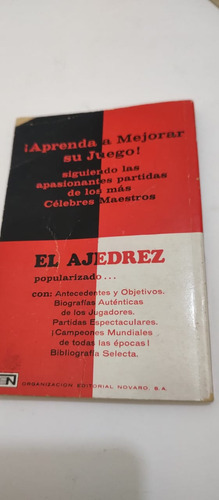 ¡Aprenda a Mejorar
su Juego!
siguiendo las
apasionantes partidas
de los más
Célebres Maestros
EL AJEDREZ
popularizado...
con: Antecedentes y Objetivos.
Biografías Auténticas
de los Jugadores.
Partidas Espectaculares.
¡Campeones Mundiales
de todas las épocas!
Bibliografía Selecta.
EN
ORGANIZACION EDITORIAL NOVARO, S.A.